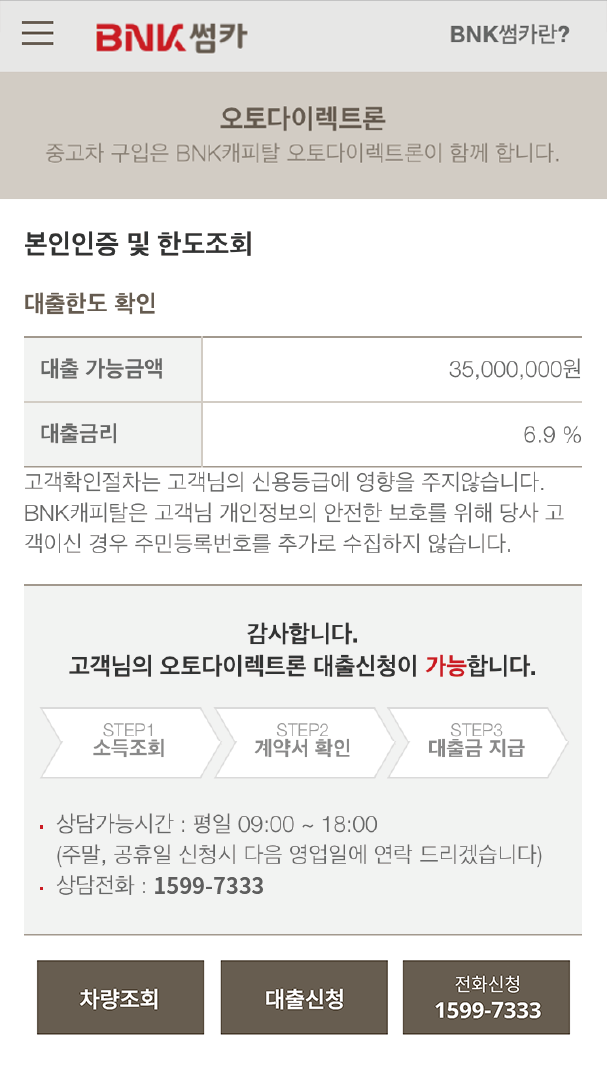 BNK썸카
BNK썸카란?
오토다이렉트론
중고차 구입은 BNK캐피탈 오토다이렉트론이 함께 합니다.
본인인증 및 한도조회
대출한도 확인
대출 가능금액
35,000,000원
대출금리
6.9 %
고객확인절차는 고객님의 신용등급에 영향을 주지않습니다.
BNK캐피탈은 고객님 개인정보의 안전한 보호를 위해 당사 고
객이신 경우 주민등록번호를 추가로 수집하지 않습니다.
감사합니다.
고객님의 오토다이렉트론 대출신청이 가능합니다.
STEP1
소득조회
STEP2
계약서 확인
STEP3
대출금 지급
상담가능시간 : 평일 09:00 ~ 18:00
(주말, 공휴일 신청시 다음 영업일에 연락 드리겠습니다)
상담전화 : 1599-7333
차량조회
대출신청
전화신청
1599-7333